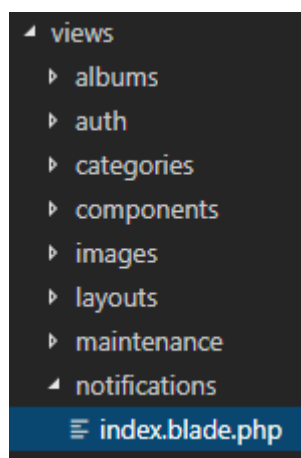 views
albums
auth
categories
components
images
layouts
maintenance
notifications
index.blade.php